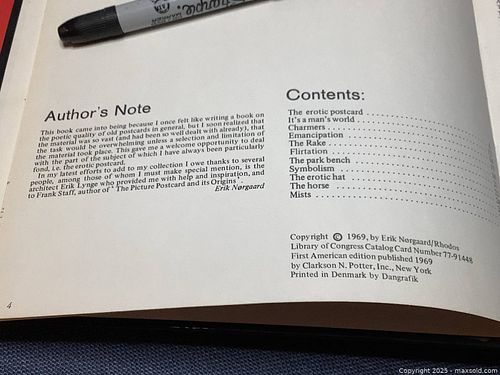 Sharpie.
MARKER
Author's Note
This book came into being because I once felt like writing a book on
the poetic quality of old postcards in general, but I soon realized that
the material was so vast (and had been so well dealt with already), that
the task would be overwhelming unless a selection and limitation of
the material took place. This gave me a welcome opportunity to deal
with the part of the subject of which I have always been particularly
fond, i.e. the erotic postcard.
In my latest efforts to add to my collection I owe thanks to several
people, among those of whom I must make special mention, is the
architect Erik Lynge who provided me with help and inspiration, and
to Frank Staff, author of 'The Picture Postcard and its Origins'.
Erik Nørgaard
4
Contents:
The erotic postcard
It's a man's world
Charmers
Emancipation
The Rake
Flirtation
The park bench
Symbolism
The erotic hat
The horse
Mists
Copyright © 1969, by Erik Nørgaard/Rhodos
Library of Congress Catalog Card Number 77-91448
First American edition published 1969
by Clarkson N. Potter, Inc., New York
Printed in Denmark by Dangrafik
Copyright 2025 - maxsold.com